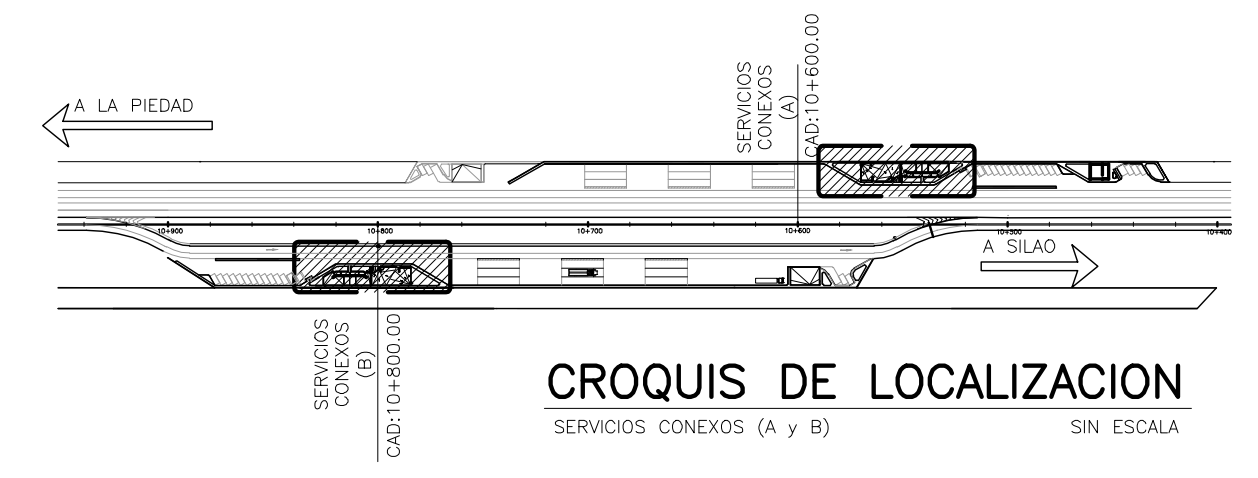 A LA PIEDAD
SERVICIOS
CONEXOS
(A)
CAD:10+600.00
10+900
10+800
10+700
10+600
10+500
10+400
A SILAO
SERVICIOS
CONEXOS
(B)
CAD:10+800.00
CROQUIS DE LOCALIZACION
SERVICIOS CONEXOS (A y B)
SIN ESCALA